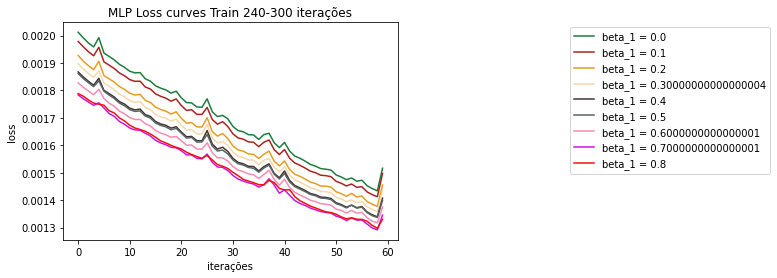 MLP Loss curves Train 240-300 iterações
loss
0.0020
0.0019
0.0018
0.0017
0.0016
0.0015
0.0014
0.0013
0
10
20
30
40
50
60
iterações
beta_1 = 0.0
beta_1 = 0.1
beta_1 = 0.2
beta_1 = 0.30000000000000004
beta_1 = 0.4
beta_1 = 0.5
beta_1 = 0.6000000000000001
beta_1 = 0.7000000000000001
beta_1 = 0.8